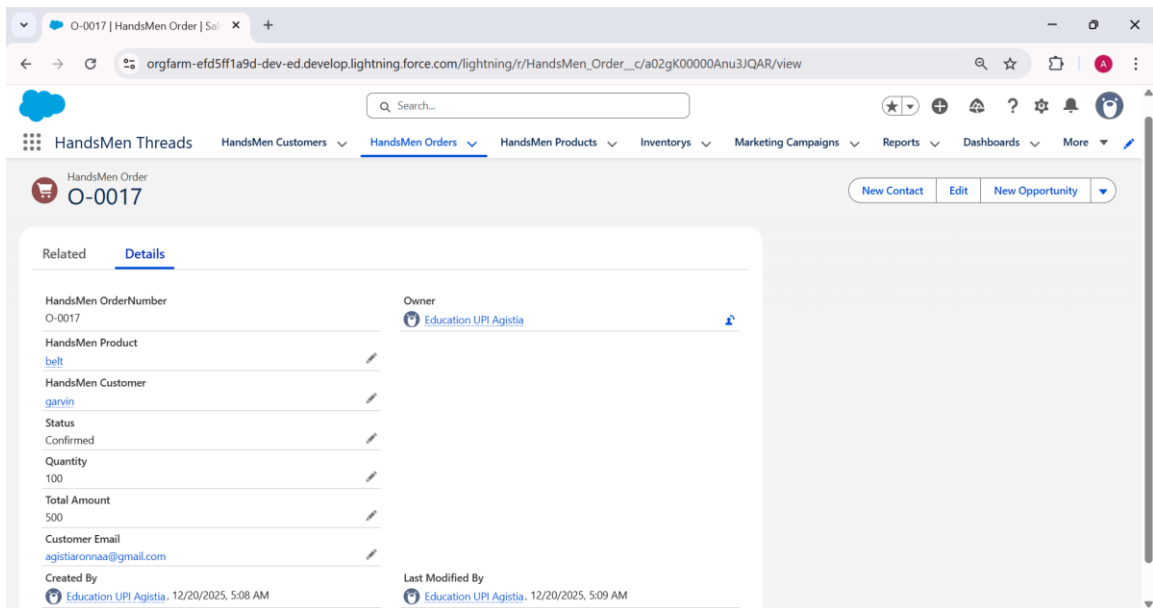 O-0017 | HandsMen Order | Sal
orgfarm-efd5ff1a9d-dev-ed.develop.lightning.force.com/lightning/r/HandsMen_Order__c/a02gK00000Anu3JQAR/view
A
Search...
HandsMen Threads HandsMen Customers HandsMen Orders HandsMen Products Inventorys Marketing Campaigns Reports Dashboards More
HandsMen Order
O-0017
New Contact Edit New Opportunity
Related Details
HandsMen OrderNumber
O-0017
Owner
Education UPI Agistia
HandsMen Product
belt
HandsMen Customer
garvin
Status
Confirmed
Quantity
100
Total Amount
500
Customer Email
agistiaronnaa@gmail.com
Created By
Education UPI Agistia, 12/20/2025, 5:08 AM
Last Modified By
Education UPI Agistia, 12/20/2025, 5:09 AM